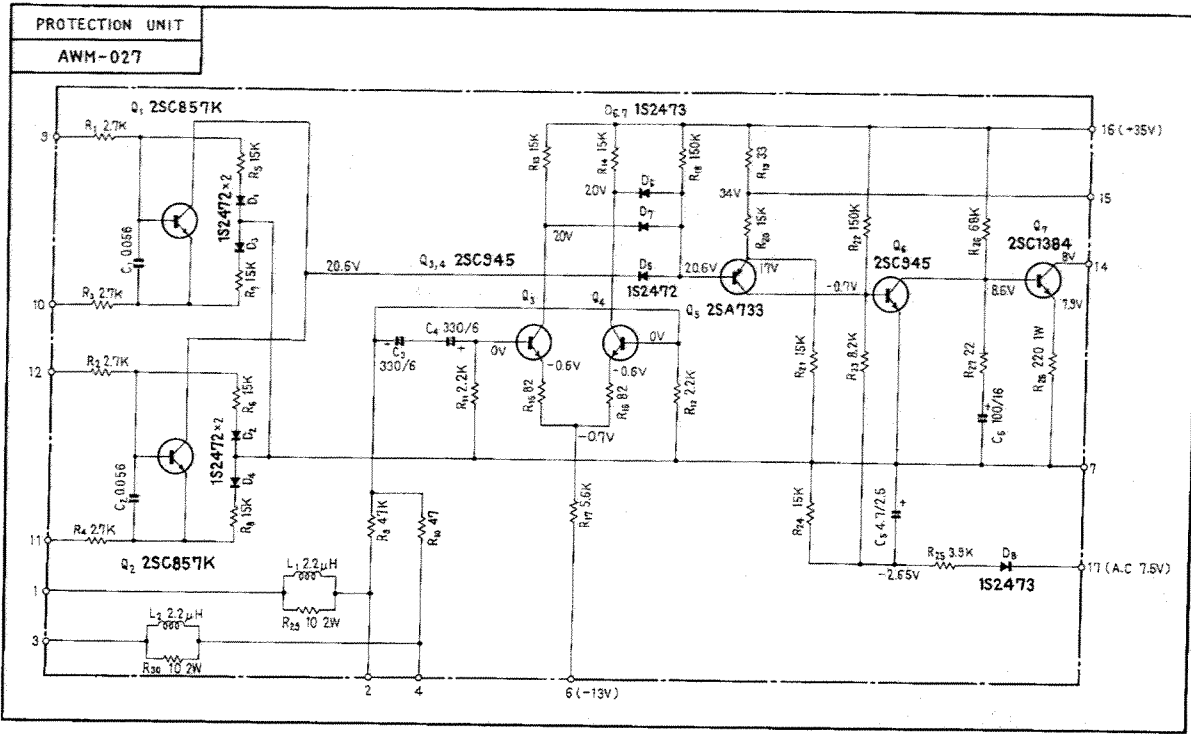 PROTECTION UNIT
AWM-027
Q1 2SC857K
D6.7 1S2473
9
R1 2.7K
R5 15K
D1
1S2472×2
D3
R7 15K
C1 0.056
R3 2.7K
10
R13 15K
R14 15K
R18 150K
R19 33
16 (+35V)
20V
D7
20V
34V
15
R20 15K
R22 150K
R26 68K
Q7
2SC1384
8V
14
Q6
2SC945
20.6V
Q3,4 2SC945
D5
1S2472
20.6V
17V
Q5
2SA733
-0.7V
8.6V
7.9V
12
R2 2.7K
R6 15K
D2
1S2472×2
D4
R8 15K
C2 0.056
R4 2.7K
11
Q2 2SC857K
C3
330/6
C4 330/6
+
0V
Q3
Q4
0V
-0.6V
-0.6V
R11 2.2K
R15 82
R16 82
R12 2.2K
-0.7V
R21 15K
R23 8.2K
R27 22
+
C6 100/16
R28 220 1W
7
R10 47
R17 5.6K
R24 15K
C5 4.7/2.5
+
R25 3.9K
D8
1S2473
-2.65V
17 (A.C 7.5V)
L1 2.2μH
R29 10 2W
1
L2 2.2μH
R30 10 2W
3
2
4
6 (-13V)